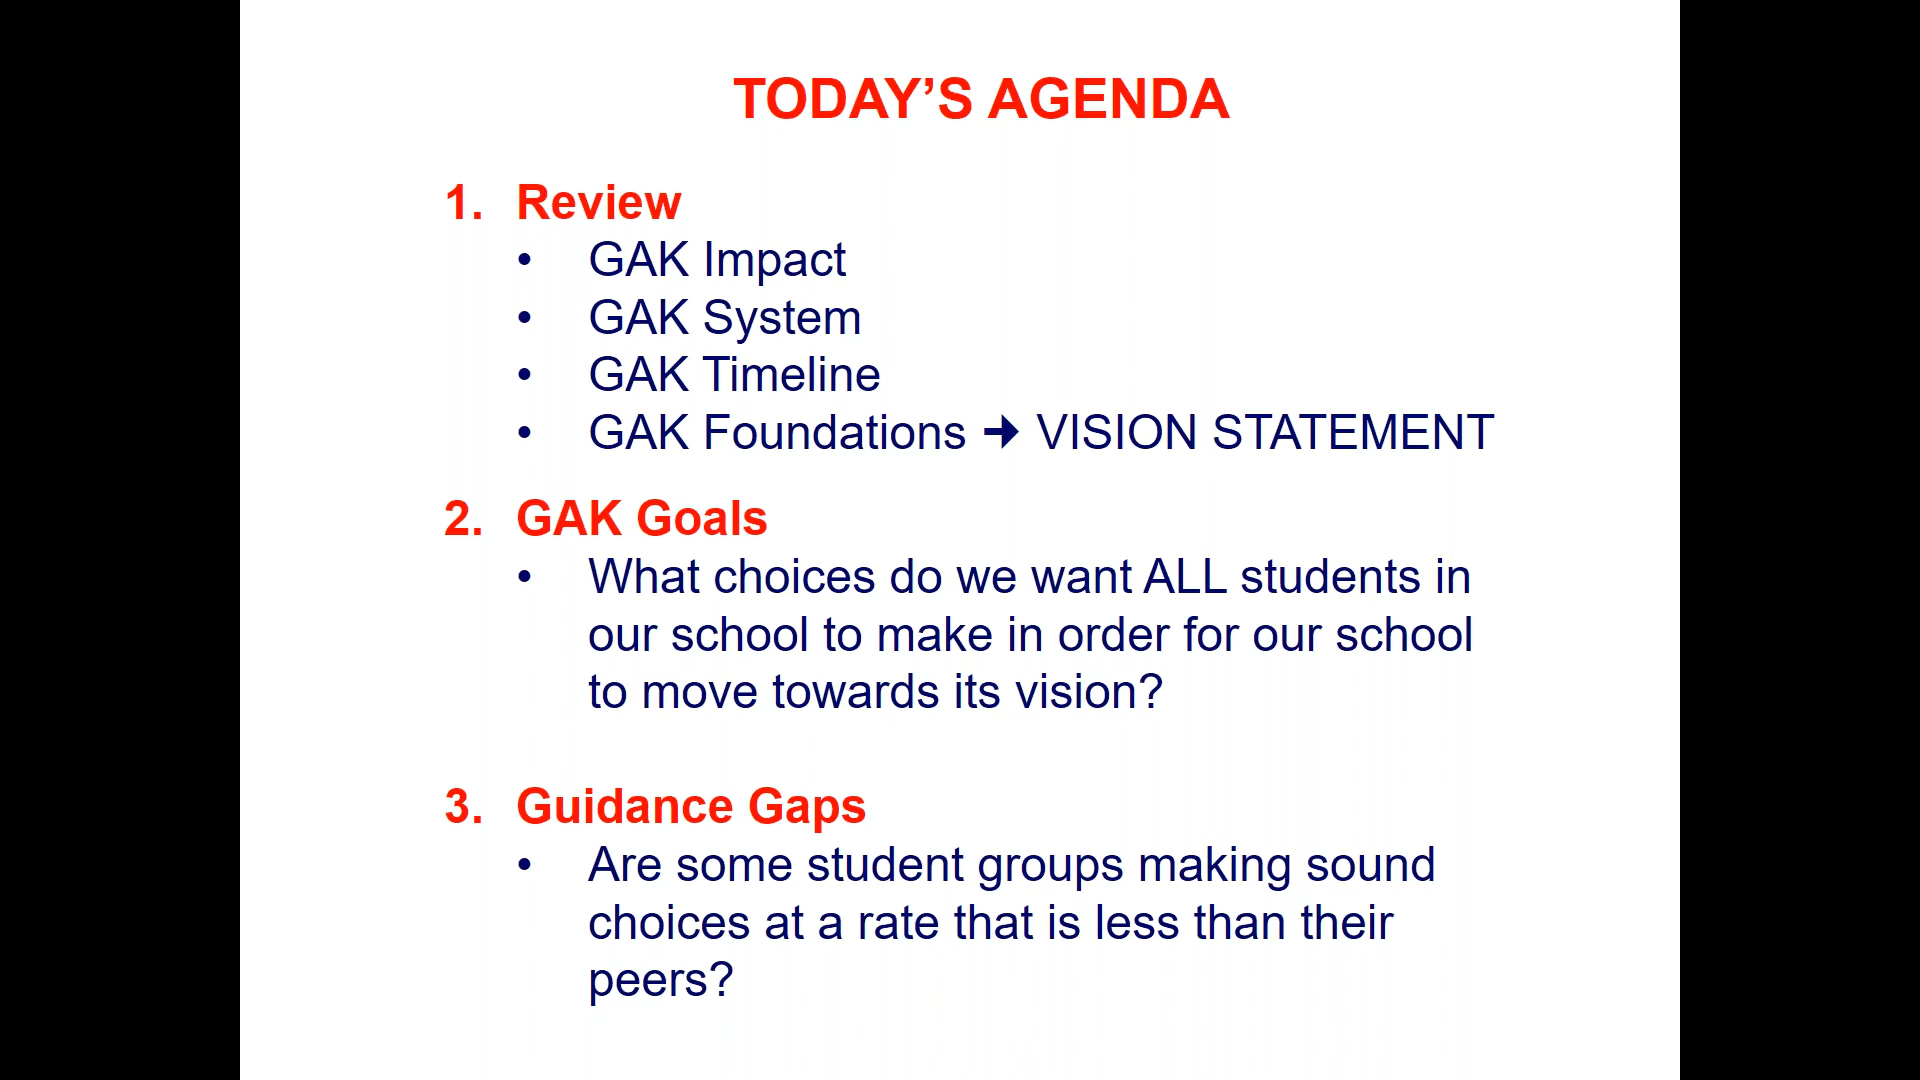 TODAY’S AGENDA
1. Review
• GAK Impact
• GAK System
• GAK Timeline
• GAK Foundations ➜ VISION STATEMENT
2. GAK Goals
• What choices do we want ALL students in
our school to make in order for our school
to move towards its vision?
3. Guidance Gaps
• Are some student groups making sound
choices at a rate that is less than their
peers?